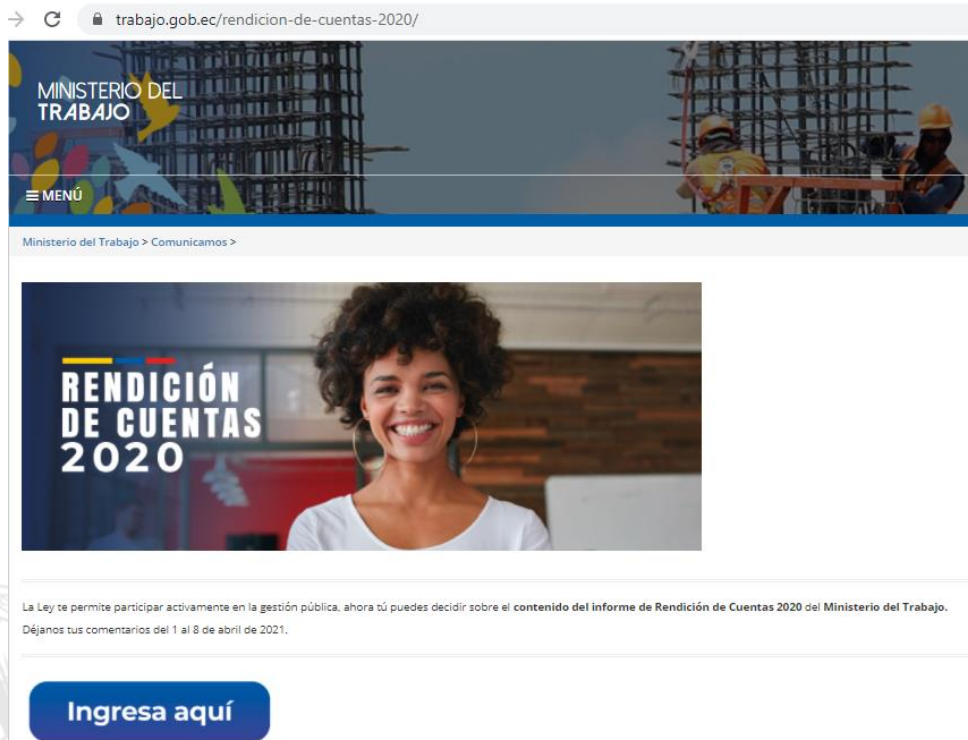 trabajo.gob.ec/rendicion-de-cuentas-2020/
MINISTERIO DEL
TRABAJO
MENÚ
Ministerio del Trabajo > Comunicamos >
RENDICIÓN
DE CUENTAS
2020
La Ley te permite participar activamente en la gestión pública, ahora tú puedes decidir sobre el contenido del informe de Rendición de Cuentas 2020 del Ministerio del Trabajo.
Déjanos tus comentarios del 1 al 8 de abril de 2021.
Ingresa aquí